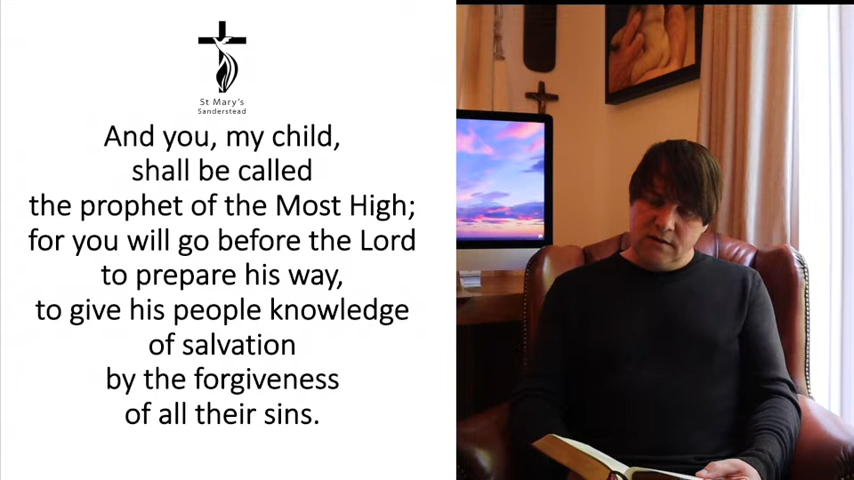 St Mary's
Sanderstead
And you, my child,
shall be called
the prophet of the Most High;
for you will go before the Lord
to prepare his way,
to give his people knowledge
of salvation
by the forgiveness
of all their sins.